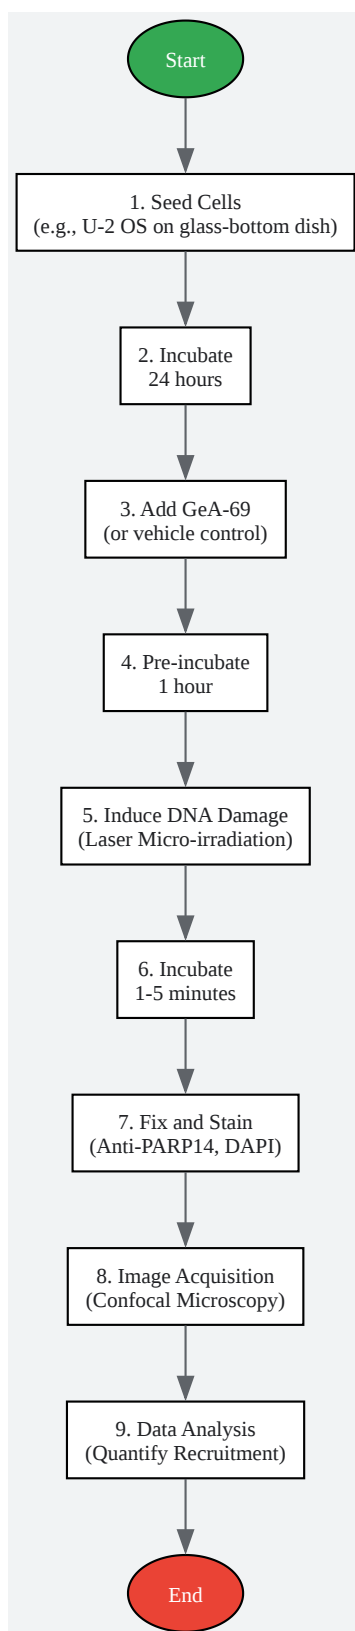 Start
1. Seed Cells
(e.g., U-2 OS on glass-bottom dish)
2. Incubate
24 hours
3. Add GeA-69
(or vehicle control)
4. Pre-incubate
1 hour
5. Induce DNA Damage
(Laser Micro-irradiation)
6. Incubate
1-5 minutes
7. Fix and Stain
(Anti-PARP14, DAPI)
8. Image Acquisition
(Confocal Microscopy)
9. Data Analysis
(Quantify Recruitment)
End